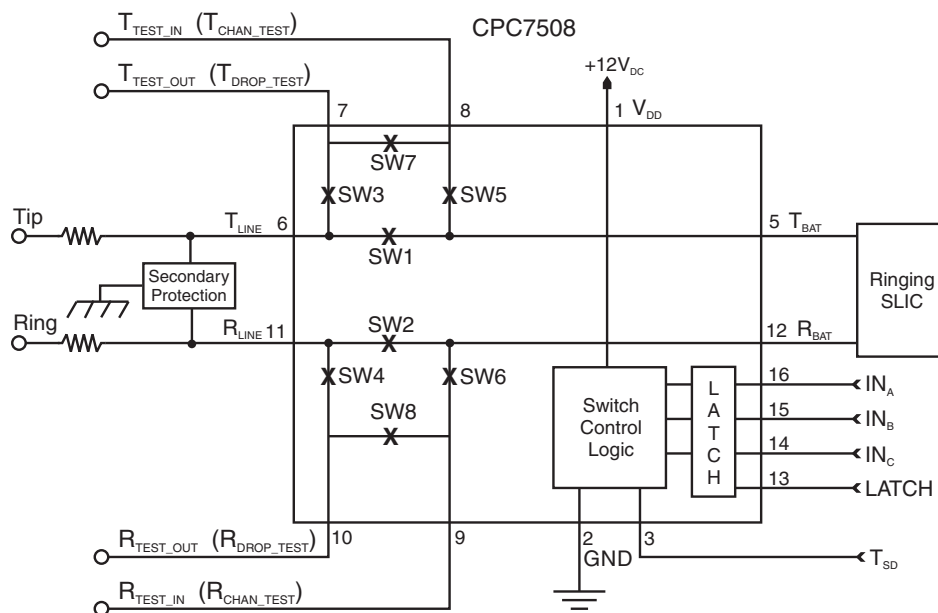 T_TEST_IN (T_CHAN_TEST)
CPC7508
T_TEST_OUT (T_DROP_TEST)
+12V_DC
7
8
1 V_DD
SW7
SW3
SW5
Tip
T_LINE 6
SW1
5 T_BAT
Secondary
Protection
Ringing
SLIC
Ring
R_LINE 11
SW2
12 R_BAT
SW4
SW6
SW8
Switch
Control
Logic
LATCH
16
IN_A
15
IN_B
14
IN_C
13
LATCH
10
9
2
3
GND
R_TEST_OUT (R_DROP_TEST)
T_SD
R_TEST_IN (R_CHAN_TEST)